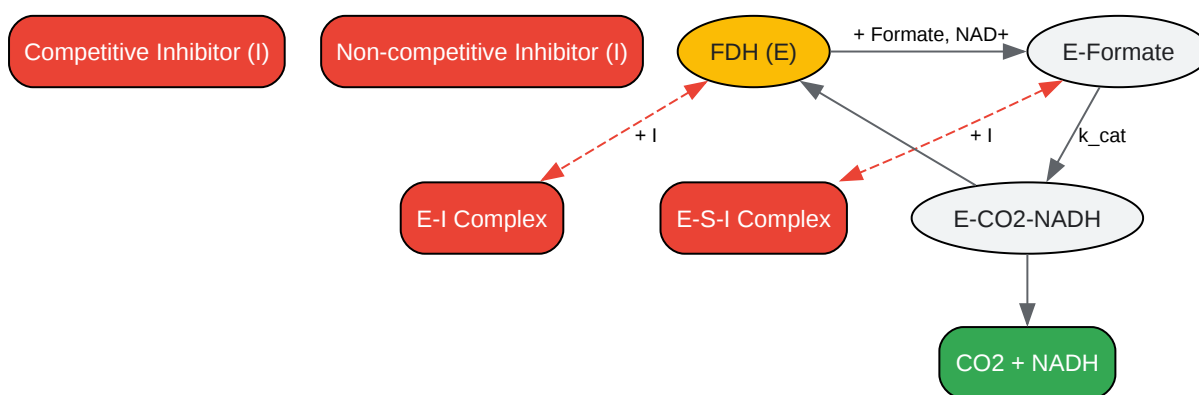 Competitive Inhibitor (I)
Non-competitive Inhibitor (I)
FDH (E)
+ Formate, NAD+
E-Formate
+ I
+ I
k_cat
E-I Complex
E-S-I Complex
E-CO2-NADH
CO2 + NADH